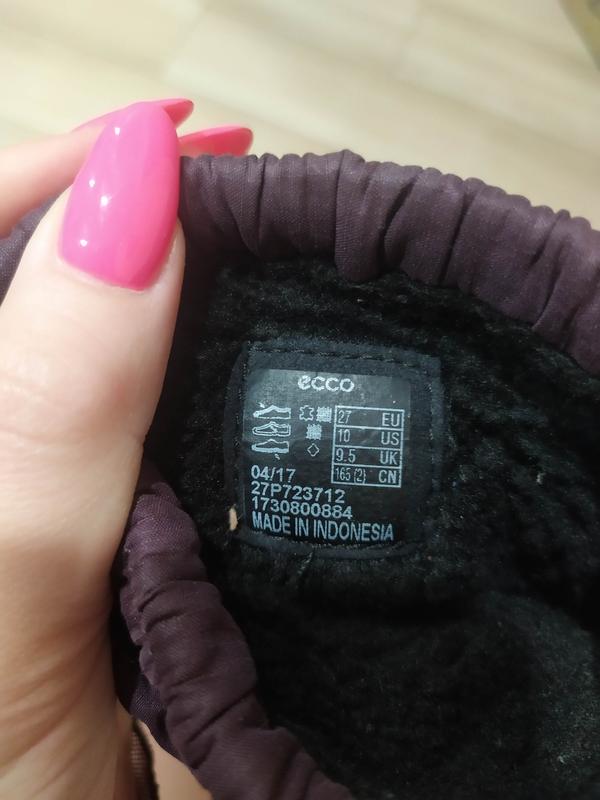 ecco
27 EU
10 US
9.5 UK
165 (2) CN
04/17
27P723712
1730800884
MADE IN INDONESIA